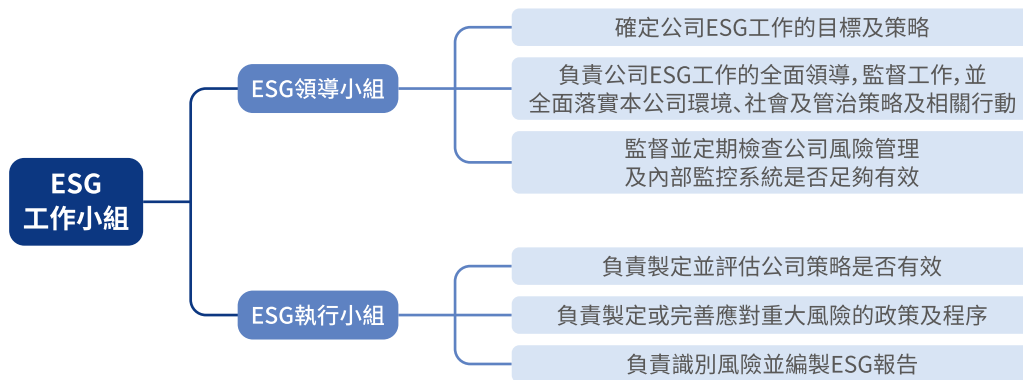 ESG
工作小組
ESG領導小組
確定公司ESG工作的目標及策略
負責公司ESG工作的全面領導，監督工作，並
全面落實本公司環境、社會及管治策略及相關行動
監督並定期檢查公司風險管理
及內部監控系統是否足夠有效
ESG執行小組
負責製定並評估公司策略是否有效
負責製定或完善應對重大風險的政策及程序
負責識別風險並編製ESG報告